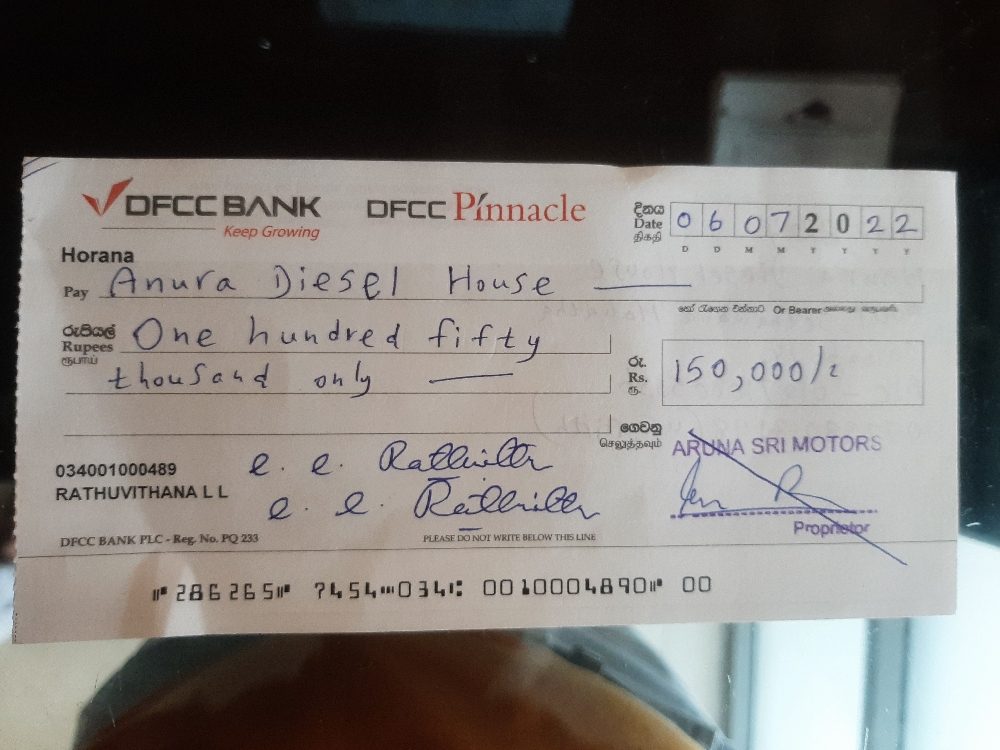 DFCC BANK
Keep Growing
DFCC Pinnacle
දිනය
Date
திகதி
06072022
D D M M Y Y Y Y
Horana
Pay Anura Diesel House
හෝ රැගෙන එන්නාට Or Bearer
රුපියල්
Rupees
ரூபாய்
One hundred fifty
thousand only
රු.
Rs.
ரூ.
150,000/=
ගෙවනු
செலுத்தவும்
ARUNA SRI MOTORS
034001000489
RATHUVITHANA L L
Proprietor
DFCC BANK PLC - Reg. No. PQ 233
PLEASE DO NOT WRITE BELOW THIS LINE
⑈286265⑈ 7454⑉034⑆ 0010004890⑈ 00